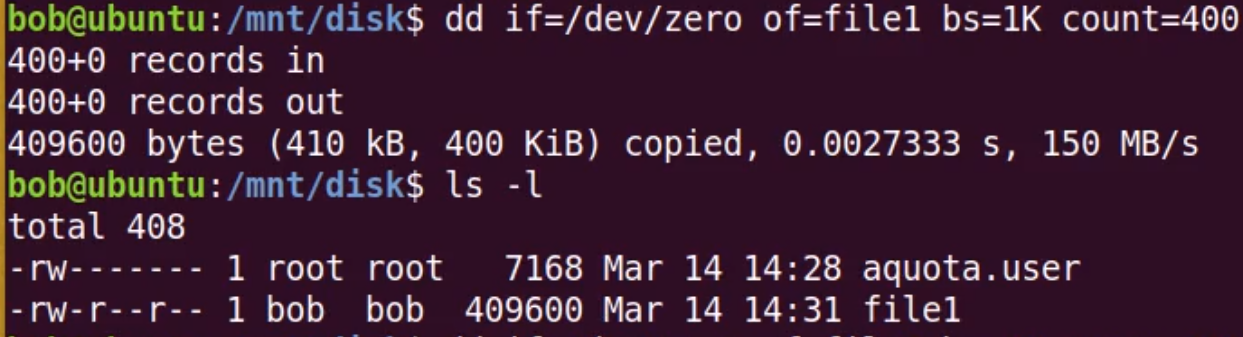 bob@ubuntu:/mnt/disk$ dd if=/dev/zero of=file1 bs=1K count=400
400+0 records in
400+0 records out
409600 bytes (410 kB, 400 KiB) copied, 0.0027333 s, 150 MB/s
bob@ubuntu:/mnt/disk$ ls -l
total 408
-rw------- 1 root root   7168 Mar 14 14:28 aquota.user
-rw-r--r-- 1 bob  bob  409600 Mar 14 14:31 file1